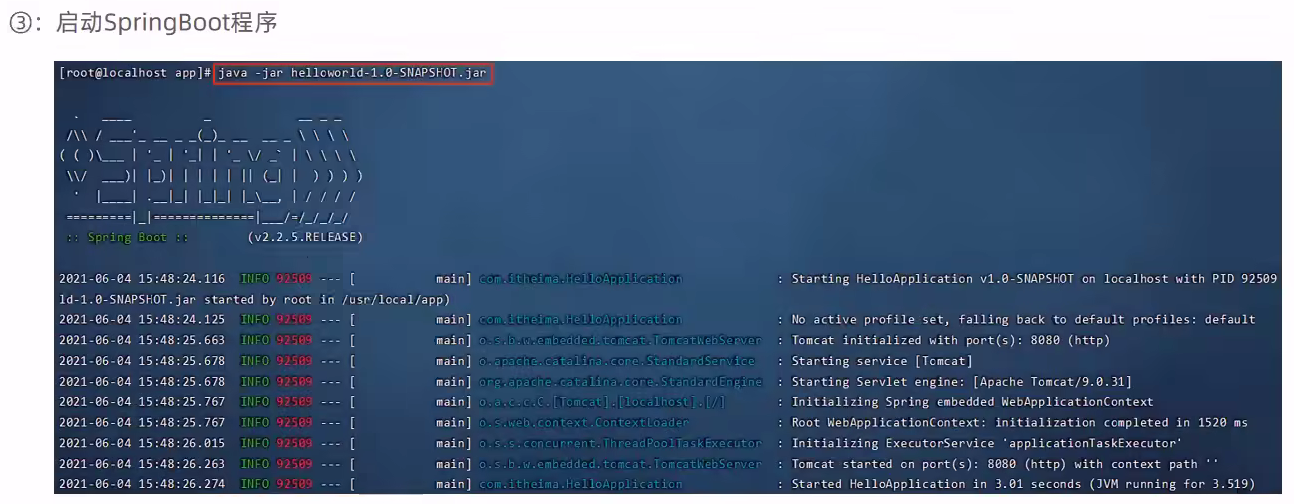 ③：启动SpringBoot程序
[root@localhost app]# java -jar helloworld-1.0-SNAPSHOT.jar
  .   ____          _            __ _ _
 /\\ / ___'_ __ _ _(_)_ __  __ _ \ \ \ \
( ( )\___ | '_ | '_| | '_ \/ _` | \ \ \ \
 \\/  ___)| |_)| | | | | || (_| |  ) ) ) )
  '  |____| .__|_| |_|_| |_\__, | / / / /
 =========|_|==============|___/=/_/_/_/
 :: Spring Boot ::        (v2.2.5.RELEASE)
2021-06-04 15:48:24.116  INFO 92509 --- [           main] com.itheima.HelloApplication             : Starting HelloApplication v1.0-SNAPSHOT on localhost with PID 92509
ld-1.0-SNAPSHOT.jar started by root in /usr/local/app)
2021-06-04 15:48:24.125  INFO 92509 --- [           main] com.itheima.HelloApplication             : No active profile set, falling back to default profiles: default
2021-06-04 15:48:25.663  INFO 92509 --- [           main] o.s.b.w.embedded.tomcat.TomcatWebServer  : Tomcat initialized with port(s): 8080 (http)
2021-06-04 15:48:25.678  INFO 92509 --- [           main] o.apache.catalina.core.StandardService   : Starting service [Tomcat]
2021-06-04 15:48:25.678  INFO 92509 --- [           main] org.apache.catalina.core.StandardEngine  : Starting Servlet engine: [Apache Tomcat/9.0.31]
2021-06-04 15:48:25.767  INFO 92509 --- [           main] o.a.c.c.C.[Tomcat].[localhost].[/]       : Initializing Spring embedded WebApplicationContext
2021-06-04 15:48:25.767  INFO 92509 --- [           main] o.s.web.context.ContextLoader            : Root WebApplicationContext: initialization completed in 1520 ms
2021-06-04 15:48:26.015  INFO 92509 --- [           main] o.s.s.concurrent.ThreadPoolTaskExecutor  : Initializing ExecutorService 'applicationTaskExecutor'
2021-06-04 15:48:26.263  INFO 92509 --- [           main] o.s.b.w.embedded.tomcat.TomcatWebServer  : Tomcat started on port(s): 8080 (http) with context path ''
2021-06-04 15:48:26.274  INFO 92509 --- [           main] com.itheima.HelloApplication             : Started HelloApplication in 3.01 seconds (JVM running for 3.519)